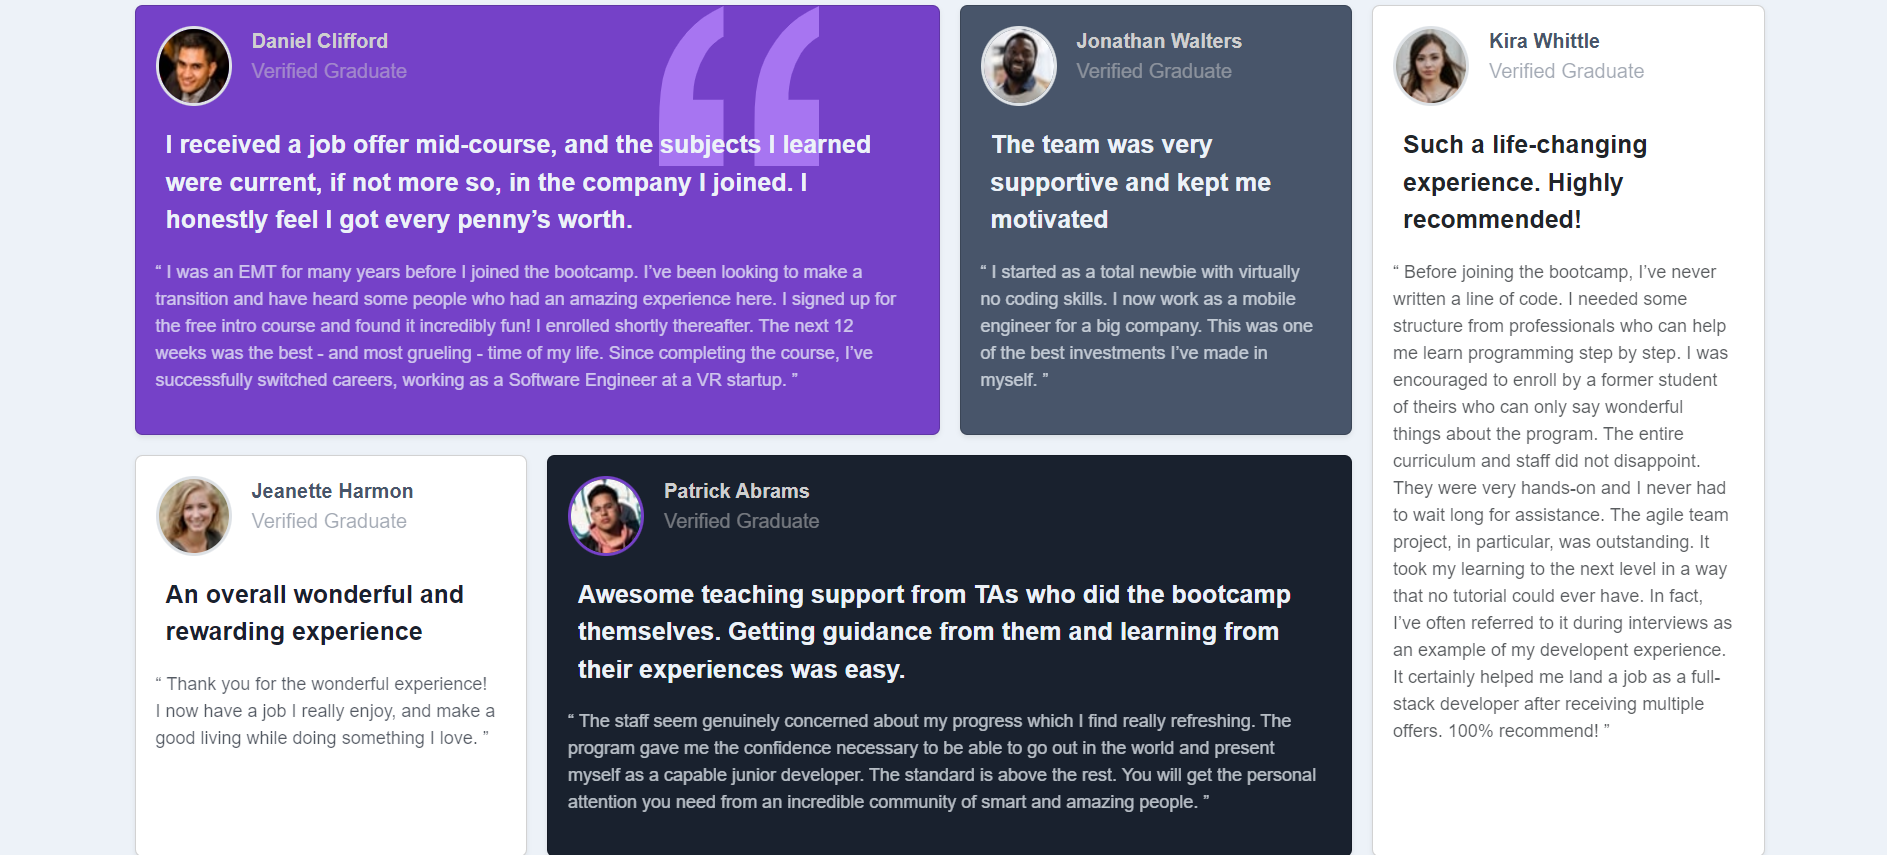 Daniel Clifford
Verified Graduate
I received a job offer mid-course, and the subjects I learned
were current, if not more so, in the company I joined. I
honestly feel I got every penny’s worth.
“ I was an EMT for many years before I joined the bootcamp. I’ve been looking to make a
transition and have heard some people who had an amazing experience here. I signed up for
the free intro course and found it incredibly fun! I enrolled shortly thereafter. The next 12
weeks was the best - and most grueling - time of my life. Since completing the course, I’ve
successfully switched careers, working as a Software Engineer at a VR startup. ”
Jonathan Walters
Verified Graduate
The team was very
supportive and kept me
motivated
“ I started as a total newbie with virtually
no coding skills. I now work as a mobile
engineer for a big company. This was one
of the best investments I’ve made in
myself. ”
Kira Whittle
Verified Graduate
Such a life-changing
experience. Highly
recommended!
“ Before joining the bootcamp, I’ve never
written a line of code. I needed some
structure from professionals who can help
me learn programming step by step. I was
encouraged to enroll by a former student
of theirs who can only say wonderful
things about the program. The entire
curriculum and staff did not disappoint.
They were very hands-on and I never had
to wait long for assistance. The agile team
project, in particular, was outstanding. It
took my learning to the next level in a way
that no tutorial could ever have. In fact,
I’ve often referred to it during interviews as
an example of my developent experience.
It certainly helped me land a job as a full-
stack developer after receiving multiple
offers. 100% recommend! ”
Jeanette Harmon
Verified Graduate
An overall wonderful and
rewarding experience
“ Thank you for the wonderful experience!
I now have a job I really enjoy, and make a
good living while doing something I love. ”
Patrick Abrams
Verified Graduate
Awesome teaching support from TAs who did the bootcamp
themselves. Getting guidance from them and learning from
their experiences was easy.
“ The staff seem genuinely concerned about my progress which I find really refreshing. The
program gave me the confidence necessary to be able to go out in the world and present
myself as a capable junior developer. The standard is above the rest. You will get the personal
attention you need from an incredible community of smart and amazing people. ”